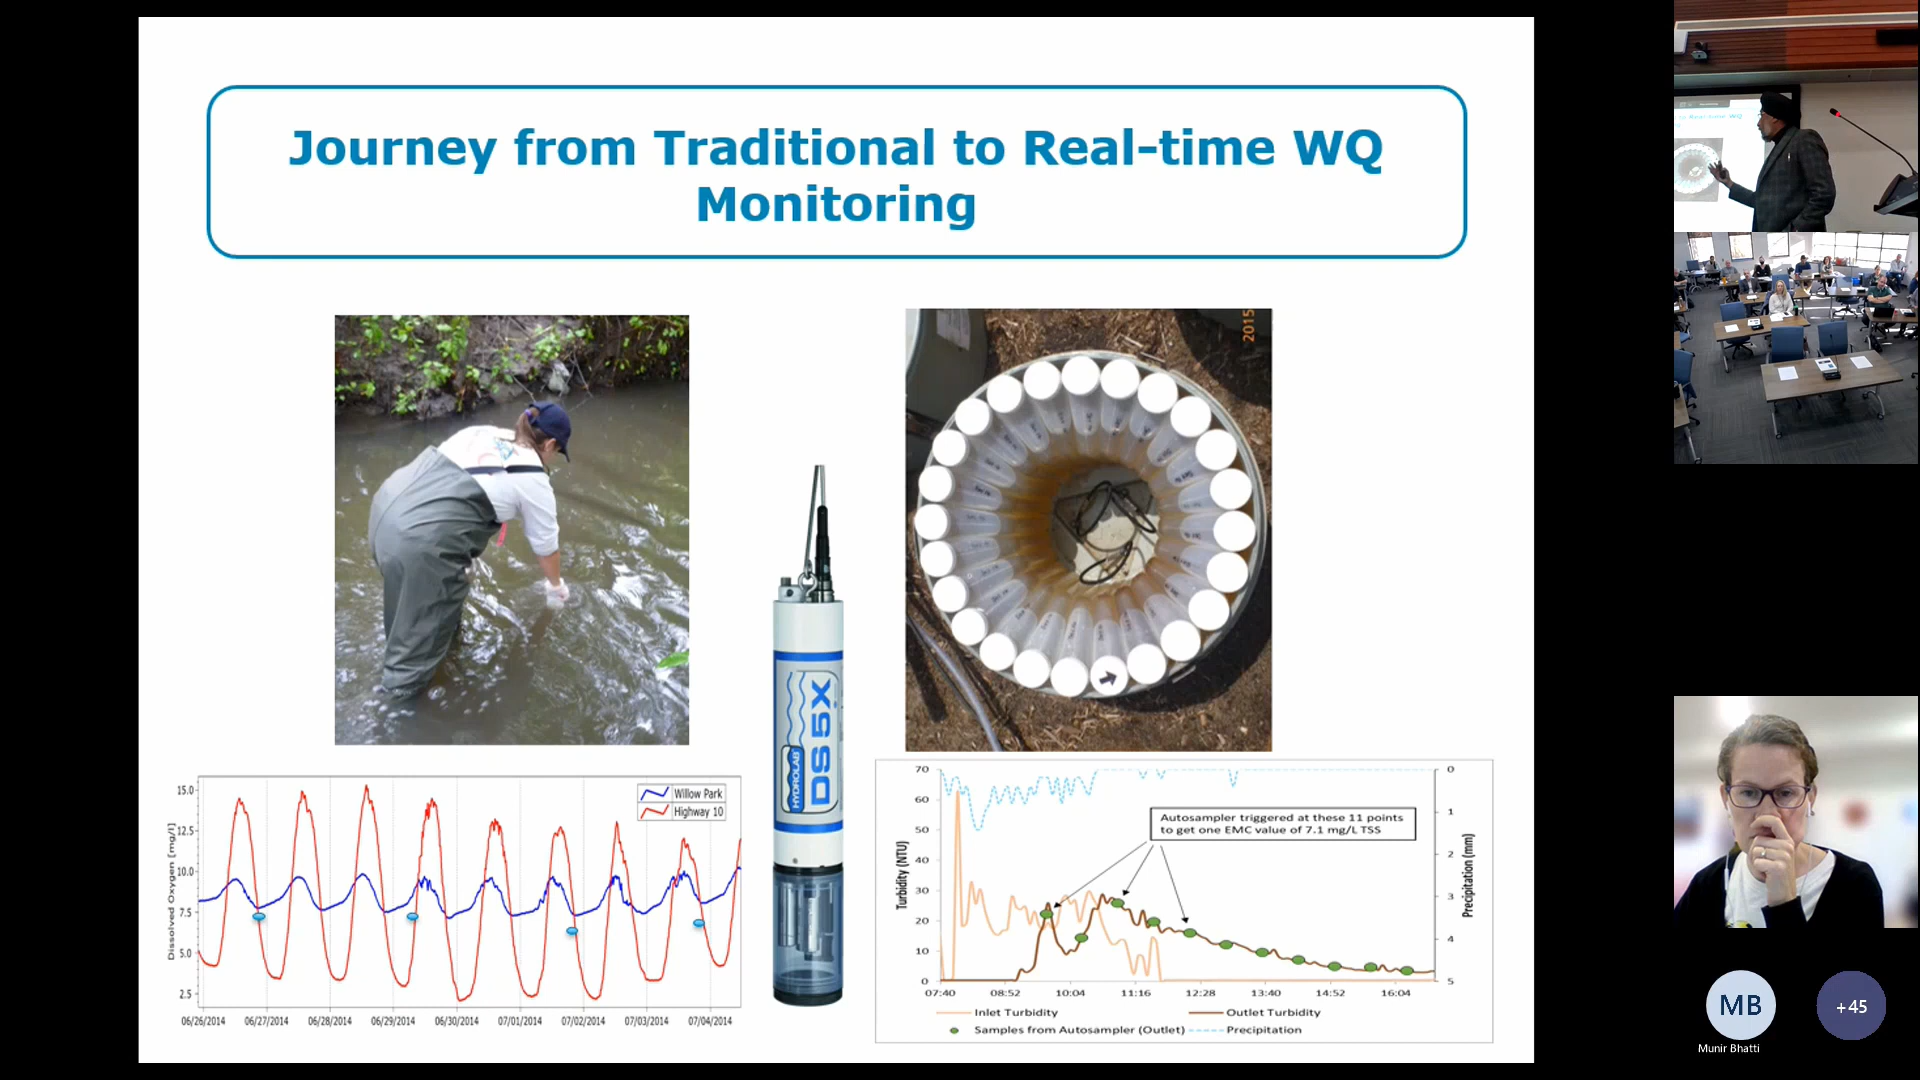 Journey from Traditional to Real-time WQ
Monitoring
2015
HYDROLAB
DS 5X
Dissolved Oxygen [mg/l]
15.0
12.5
10.0
7.5
5.0
2.5
Willow Park
Highway 10
06/26/2014 06/27/2014 06/28/2014 06/29/2014 06/30/2014 07/01/2014 07/02/2014 07/03/2014 07/04/2014
Turbidity (NTU)
70
60
50
40
30
20
10
0
Autosampler triggered at these 11 points
to get one EMC value of 7.1 mg/L TSS
0
1
2
3
4
5
Precipitation (mm)
07:40 08:52 10:04 11:16 12:28 13:40 14:52 16:04
Inlet Turbidity
Outlet Turbidity
Samples from Autosampler (Outlet)
Precipitation
MB
Munir Bhatti
+45